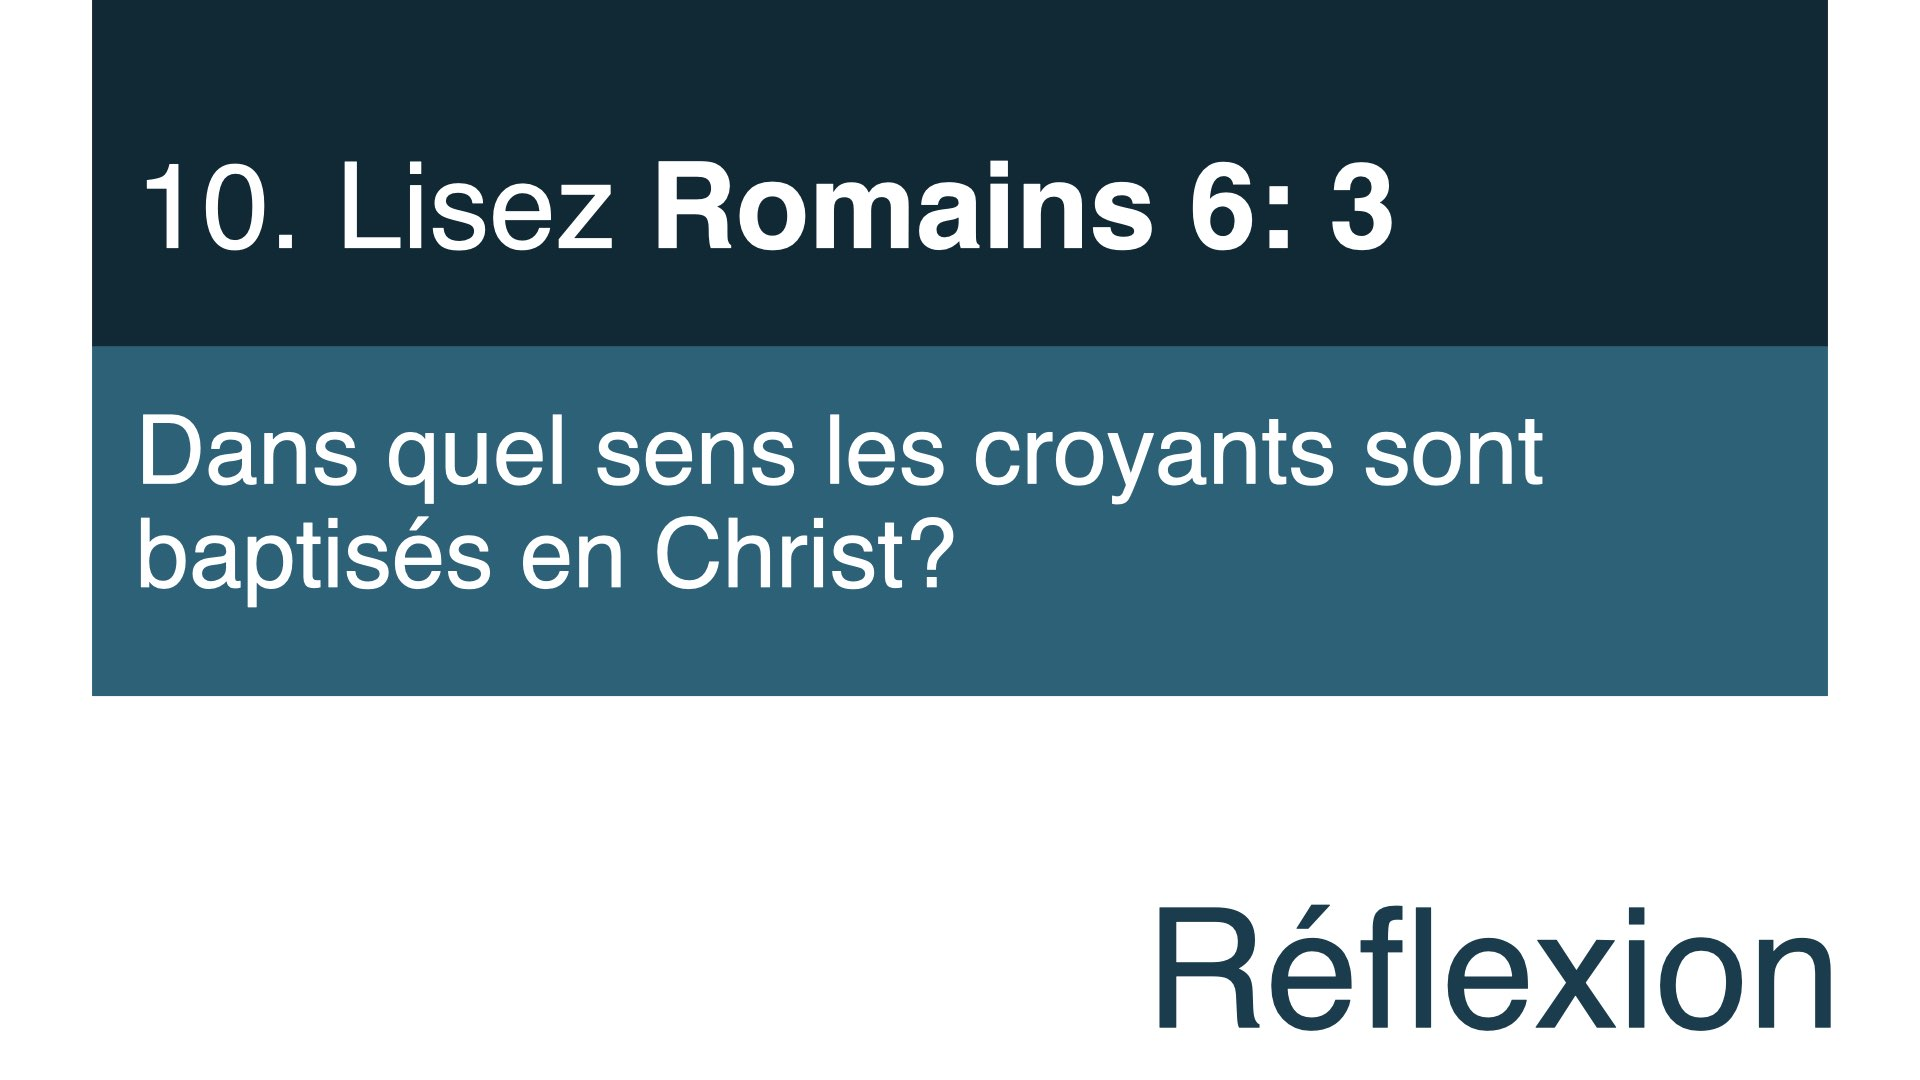 10. Lisez Romains 6: 3
Dans quel sens les croyants sont
baptisés en Christ?
Réflexion